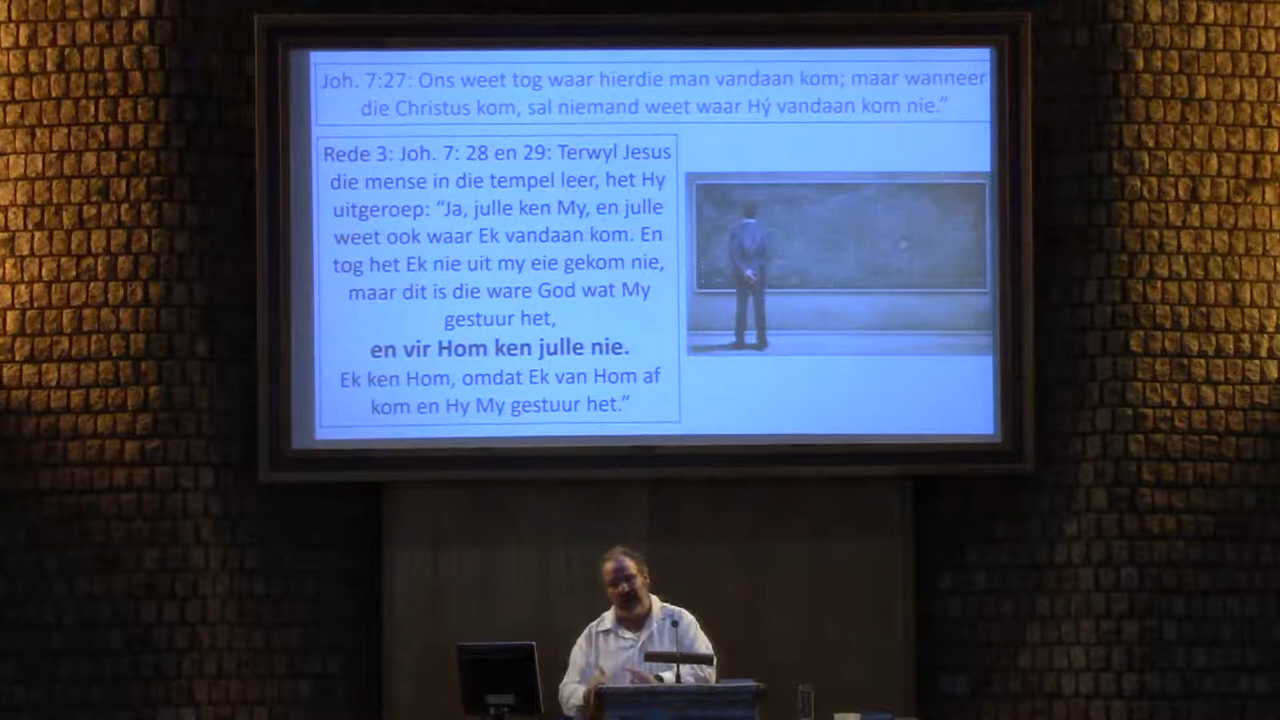 Joh. 7:27: Ons weet tog waar hierdie man vandaan kom; maar wanneer
die Christus kom, sal niemand weet waar Hý vandaan kom nie.”
Rede 3: Joh. 7: 28 en 29: Terwyl Jesus
die mense in die tempel leer, het Hy
uitgeroep: “Ja, julle ken My, en julle
weet ook waar Ek vandaan kom. En
tog het Ek nie uit my eie gekom nie,
maar dit is die ware God wat My
gestuur het,
en vir Hom ken julle nie.
Ek ken Hom, omdat Ek van Hom af
kom en Hy My gestuur het.”